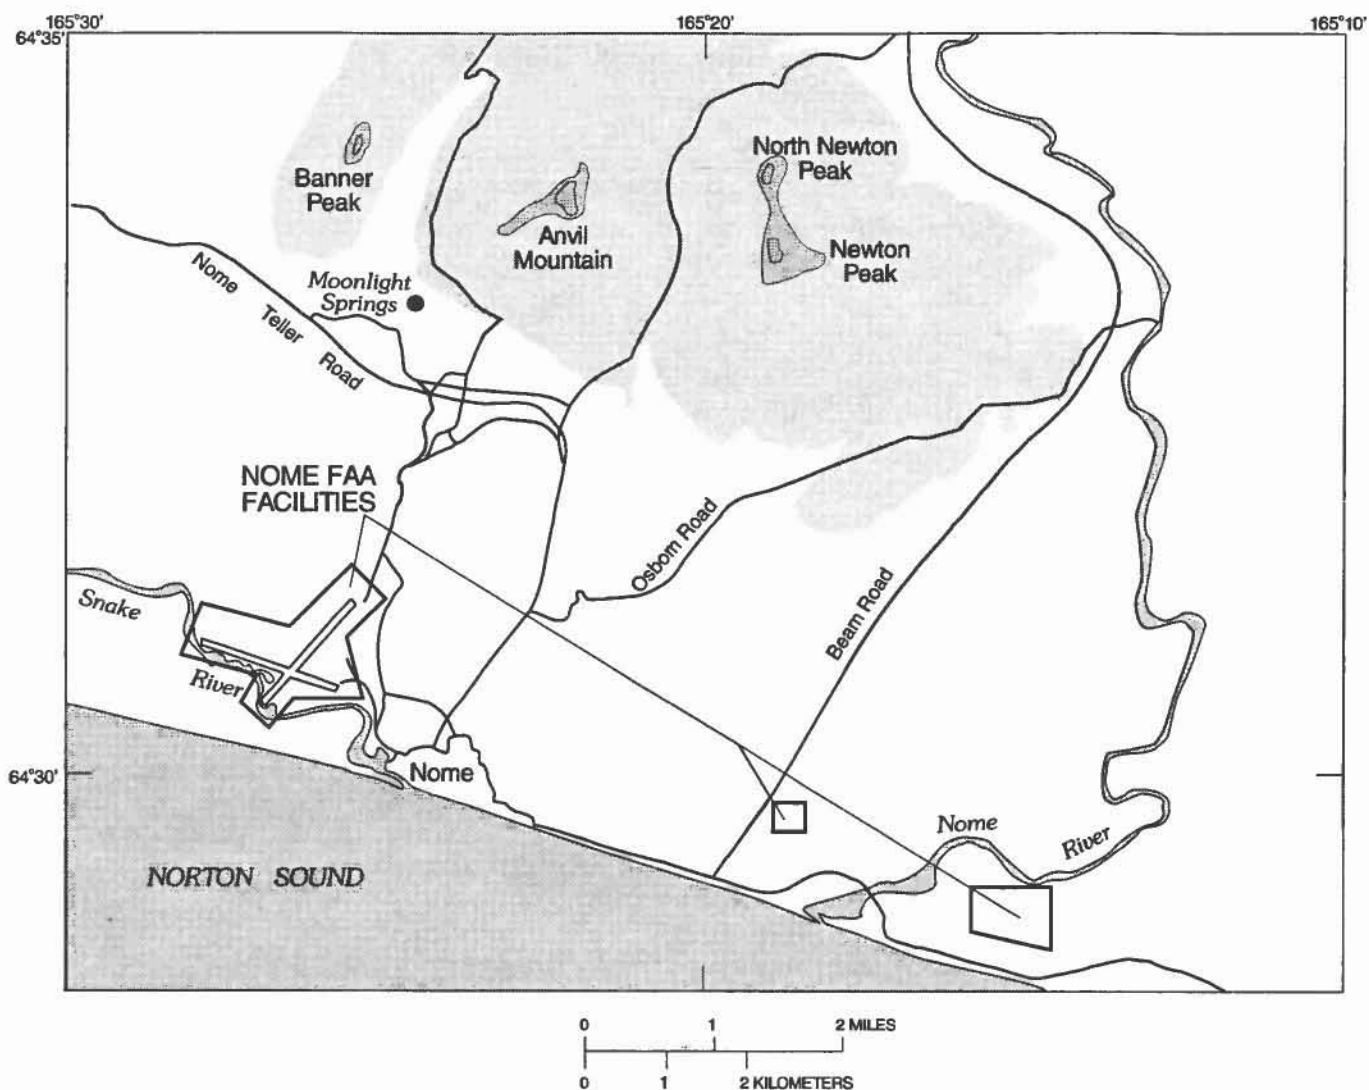 165°30'
165°20'
165°10'
64°35'
North Newton
Peak
Banner
Peak
Anvil
Mountain
Newton
Peak
Moonlight
Springs
Nome
Teller
Road
NOME FAA
FACILITIES
Osborn Road
Beam Road
Snake
River
64°30'
Nome
Nome
River
NORTON SOUND
0
1
2 MILES
0
1
2 KILOMETERS